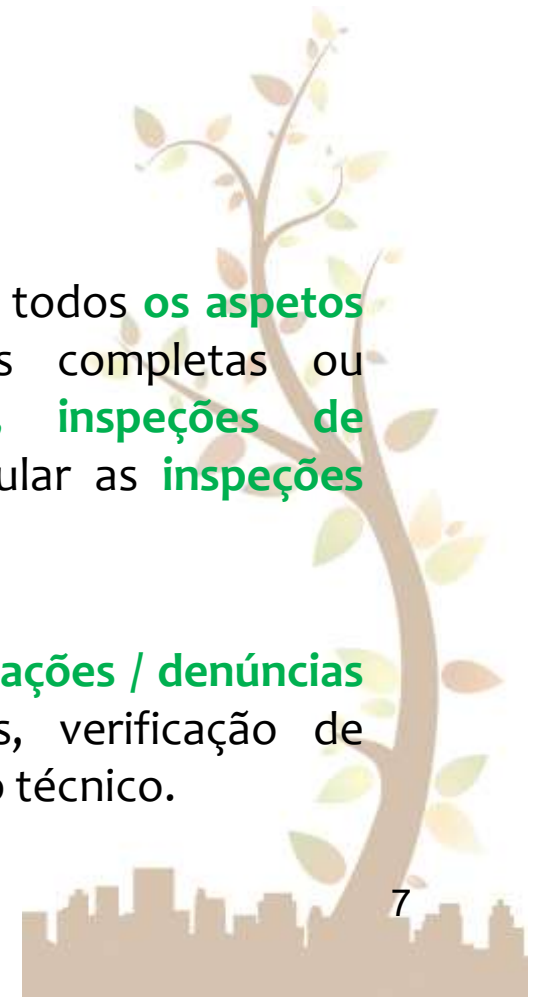 todos os aspetos
s completas ou
, inspeções de
ular as inspeções
ações / denúncias
s, verificação de
o técnico.
7